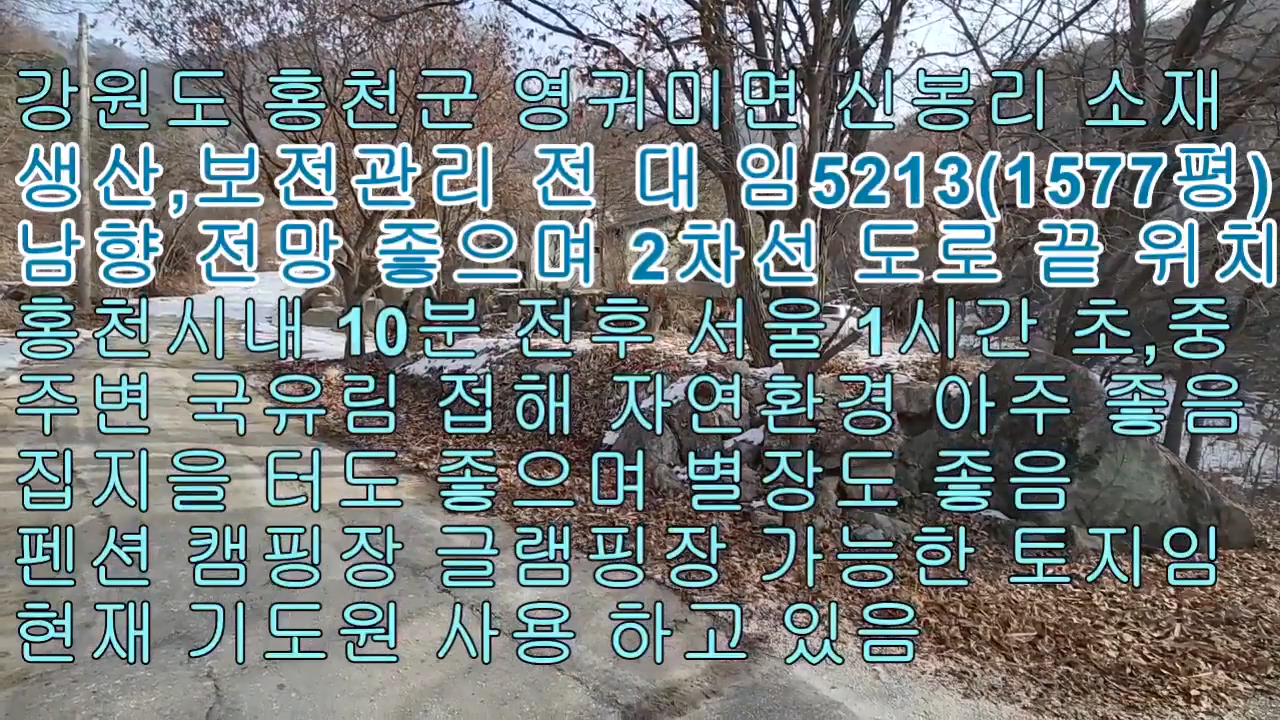 강원도 홍천군 영귀미면 신봉리 소재
생산,보전관리 전 대 임5213(1577평)
남향 전망 좋으며 2차선 도로 끝 위치
홍천시내 10분 전후 서울 1시간 초,중
주변 국유림 접해 자연환경 아주 좋음
집지을 터도 좋으며 별장도 좋음
펜션 캠핑장 글램핑장 가능한 토지임
현재 기도원 사용 하고 있음